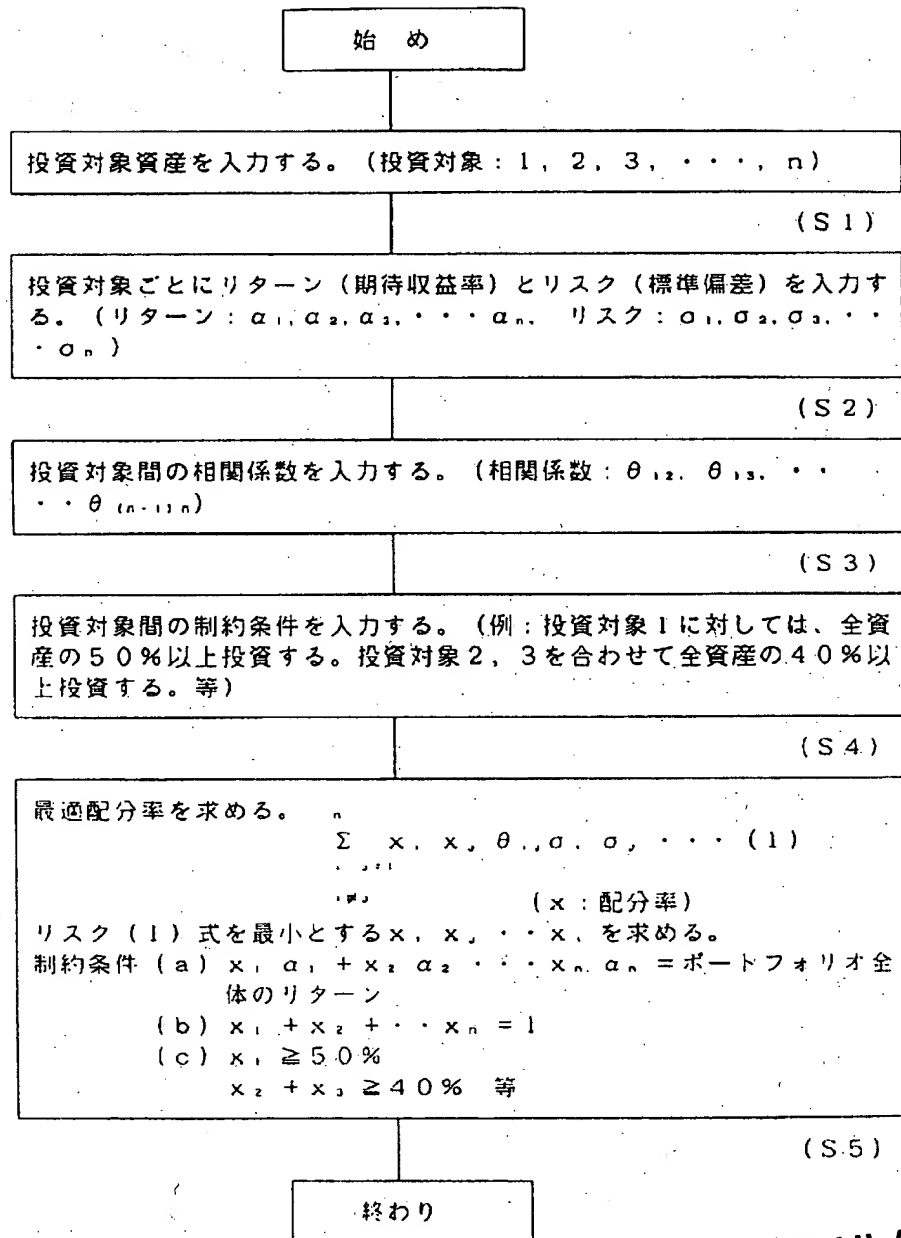 始 め
投資対象資産を入力する。(投資対象：1，2，3，・・・，n)
(S1)
投資対象ごとにリターン(期待収益率)とリスク(標準偏差)を入力す
る。(リターン：α₁,α₂,α₃,・・・αₙ, リスク：σ₁,σ₂,σ₃,・・
・σₙ)
(S2)
投資対象間の相関係数を入力する。(相関係数：θ₁₂, θ₁₃, ・・
・・θ₍ₙ₋₁₎ₙ)
(S3)
投資対象間の制約条件を入力する。(例：投資対象1に対しては、全資
産の50%以上投資する。投資対象2，3を合わせて全資産の40%以
上投資する。等)
(S4)
最適配分率を求める。 n
Σ xᵢ xⱼ θᵢⱼσᵢ σⱼ ・・・(1)
i≠j
(x：配分率)
リスク(1)式を最小とするxᵢ xⱼ ・・xᵢ を求める。
制約条件(a) x₁ α₁ + x₂ α₂ ・・・xₙ αₙ =ポートフォリオ全
体のリターン
(b) x₁ + x₂ + ・・xₙ = 1
(c) x₁ ≧50%
x₂ + x₃ ≧40% 等
(S5)
終わり